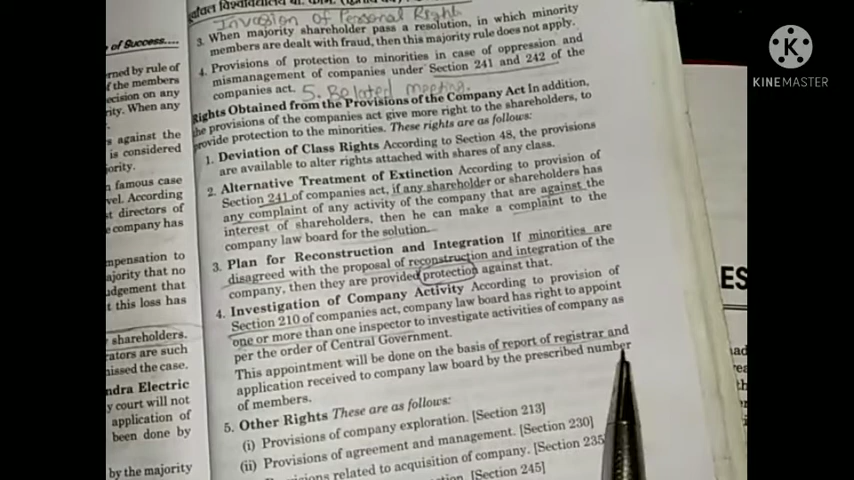 Invasion of Personal Right
3. When majority shareholder pass a resolution, in which minority
members are dealt with fraud, then this majority rule does not apply.
4. Provisions of protection to minorities in case of oppression and
mismanagement of companies under Section 241 and 242 of the
companies act. 5. Belated meeting.
Rights Obtained from the Provisions of the Company Act In addition,
the provisions of the companies act give more right to the shareholders, to
provide protection to the minorities. These rights are as follows:
1. Deviation of Class Rights According to Section 48, the provisions
are available to alter rights attached with shares of any class.
2. Alternative Treatment of Extinction According to provision of
Section 241 of companies act, if any shareholder or shareholders has
any complaint of any activity of the company that are against the
interest of shareholders, then he can make a complaint to the
company law board for the solution.
3. Plan for Reconstruction and Integration If minorities are
disagreed with the proposal of reconstruction and integration of the
company, then they are provided protection against that.
4. Investigation of Company Activity According to provision of
Section 210 of companies act, company law board has right to appoint
one or more than one inspector to investigate activities of company as
per the order of Central Government.
This appointment will be done on the basis of report of registrar and
application received to company law board by the prescribed number
of members.
5. Other Rights These are as follows:
(i) Provisions of company exploration. [Section 213]
(ii) Provisions of agreement and management. [Section 230]
related to acquisition of company. [Section 235
[Section 245]
of Success....
rned by rule of
f the members
ecision on any
rity. When any
against the
is considered
ority.
famous case
vel. According
t directors of
e company has
mpensation to
ajority that no
udgement that
t this loss has
shareholders.
rators are such
missed the case.
ndra Electric
y court will not
application of
been done by
by the majority
K
KINEMASTER
ES